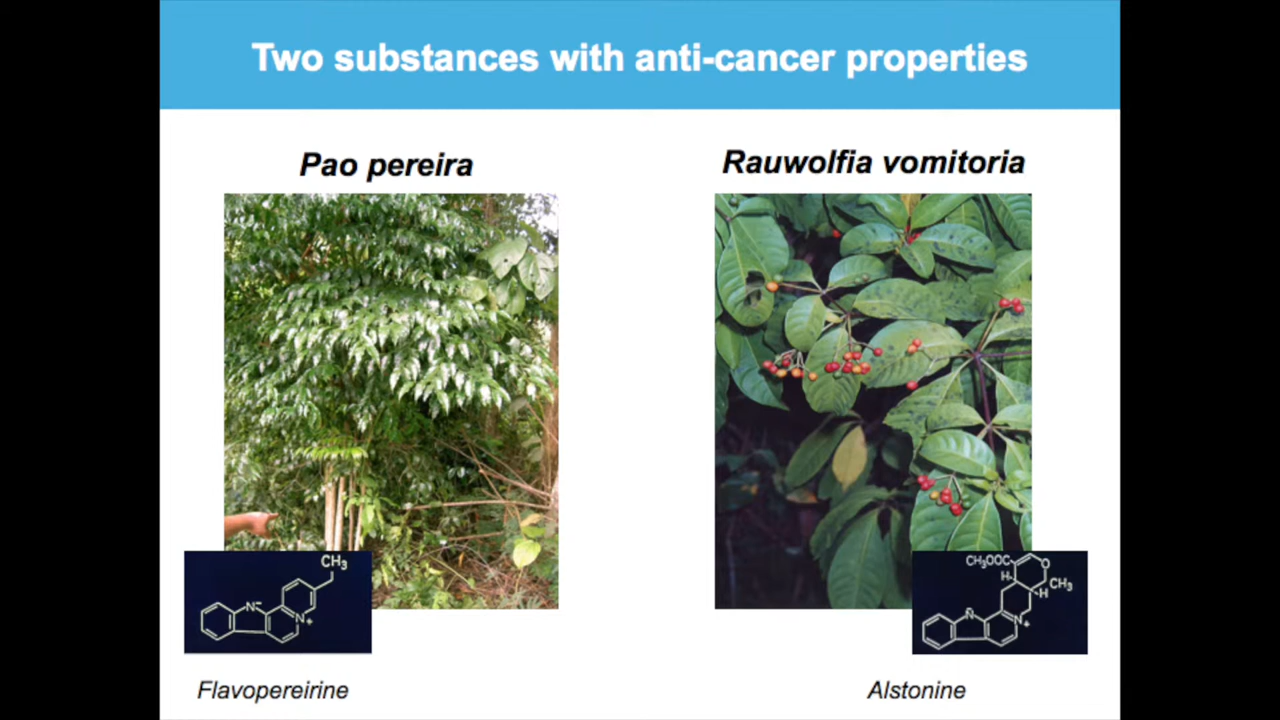 Two substances with anti-cancer properties
Pao pereira
Rauwolfia vomitoria
CH₃
N⁻
N⁺
CH₃OOC
O
H
CH₃
H
N
N⁺
Flavopereirine
Alstonine